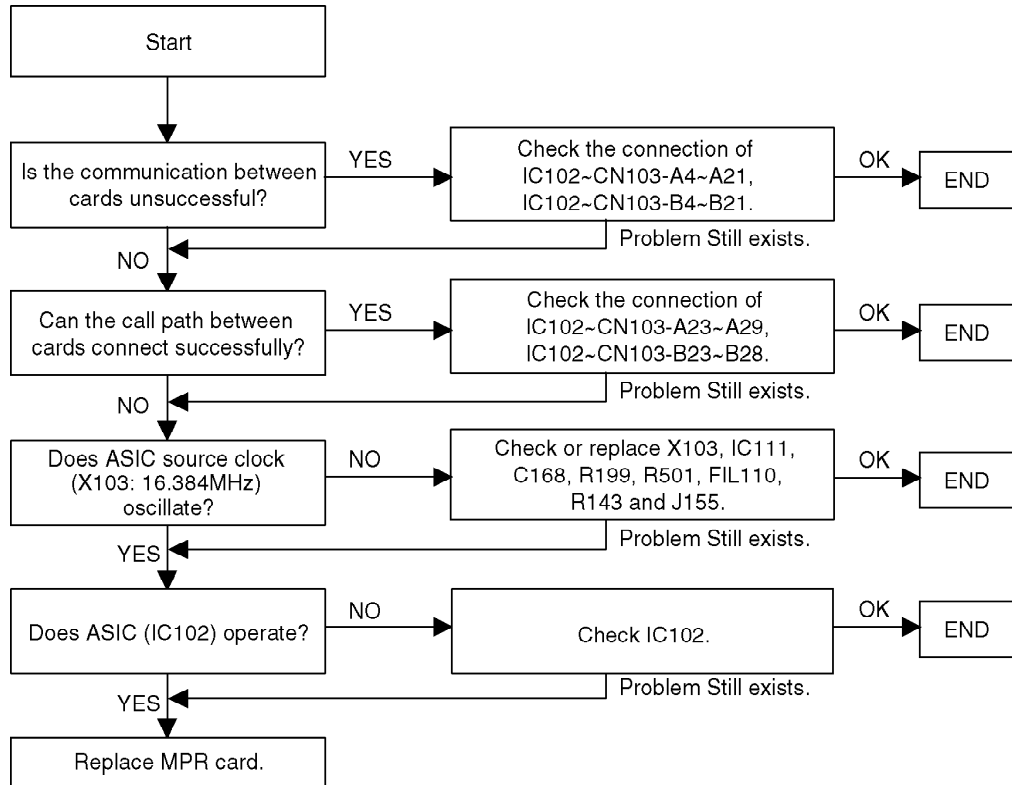 Start
Is the communication between
cards unsuccessful?
YES
Check the connection of
IC102~CN103-A4~A21,
IC102~CN103-B4~B21.
OK
END
Problem Still exists.
NO
Can the call path between
cards connect successfully?
YES
Check the connection of
IC102~CN103-A23~A29,
IC102~CN103-B23~B28.
OK
END
Problem Still exists.
NO
Does ASIC source clock
(X103: 16.384MHz)
oscillate?
NO
Check or replace X103, IC111,
C168, R199, R501, FIL110,
R143 and J155.
OK
END
Problem Still exists.
YES
Does ASIC (IC102) operate?
NO
Check IC102.
OK
END
Problem Still exists.
YES
Replace MPR card.